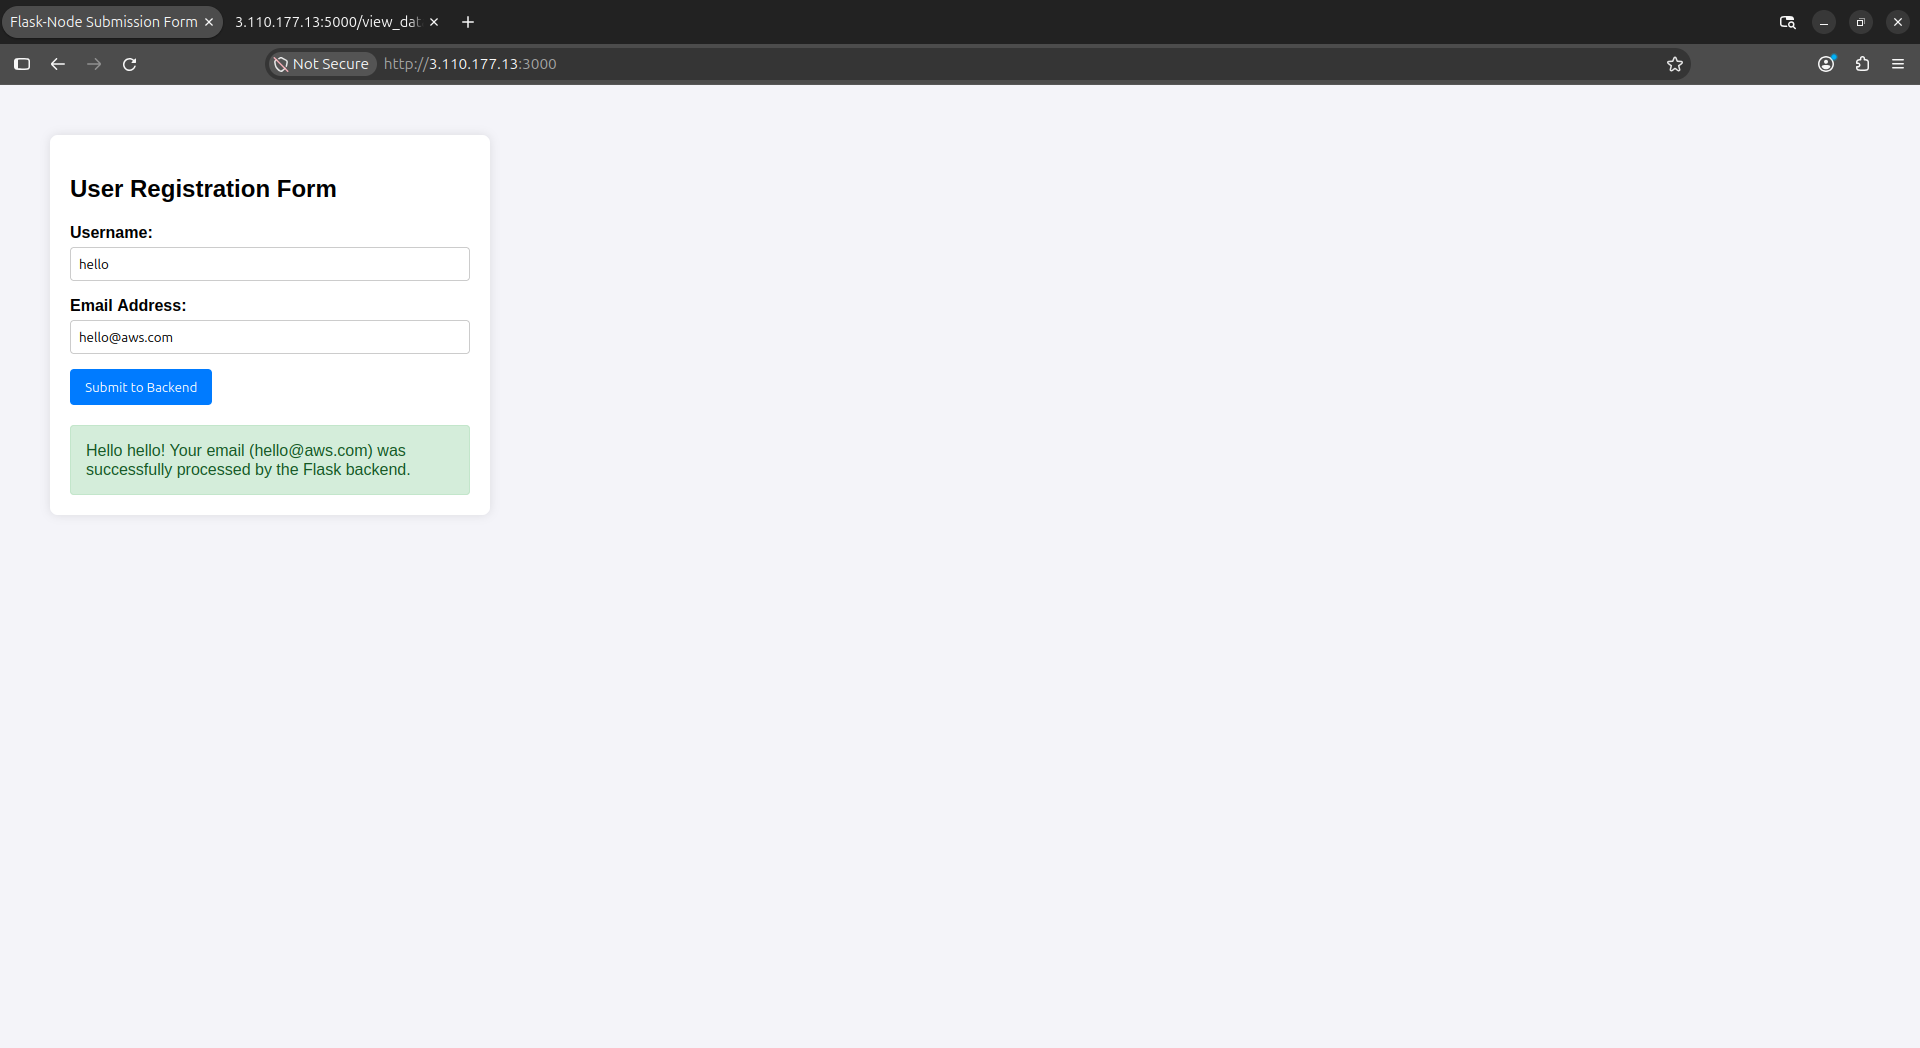 Flask-Node Submission Form
3.110.177.13:5000/view_dat
Not Secure
http://3.110.177.13:3000
User Registration Form
Username:
hello
Email Address:
hello@aws.com
Submit to Backend
Hello hello! Your email (hello@aws.com) was
successfully processed by the Flask backend.